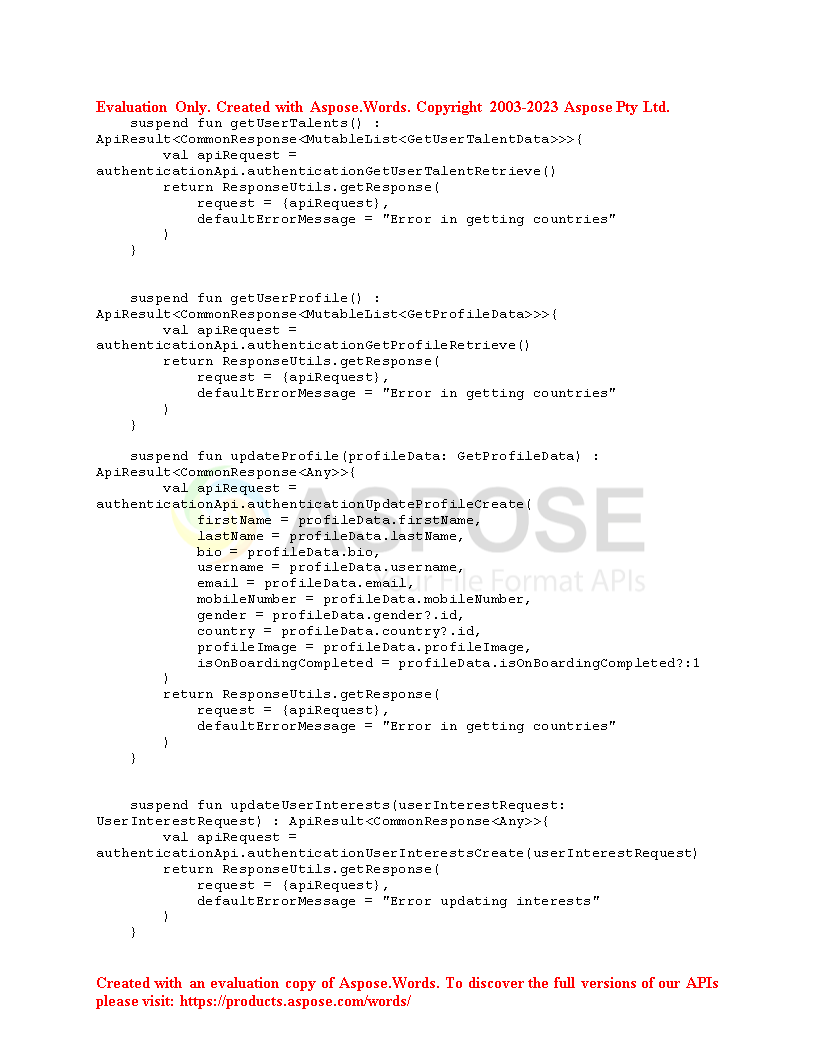 Evaluation Only. Created with Aspose.Words. Copyright 2003-2023 Aspose Pty Ltd.
    suspend fun getUserTalents() :
ApiResult<CommonResponse<MutableList<GetUserTalentData>>>{
        val apiRequest =
authenticationApi.authenticationGetUserTalentRetrieve()
        return ResponseUtils.getResponse(
            request = {apiRequest},
            defaultErrorMessage = "Error in getting countries"
        )
    }
    suspend fun getUserProfile() :
ApiResult<CommonResponse<MutableList<GetProfileData>>>{
        val apiRequest =
authenticationApi.authenticationGetProfileRetrieve()
        return ResponseUtils.getResponse(
            request = {apiRequest},
            defaultErrorMessage = "Error in getting countries"
        )
    }
    suspend fun updateProfile(profileData: GetProfileData) :
ApiResult<CommonResponse<Any>>{
        val apiRequest =
authenticationApi.authenticationUpdateProfileCreate(
            firstName = profileData.firstName,
            lastName = profileData.lastName,
            bio = profileData.bio,
            username = profileData.username,
            email = profileData.email,
            mobileNumber = profileData.mobileNumber,
            gender = profileData.gender?.id,
            country = profileData.country?.id,
            profileImage = profileData.profileImage,
            isOnBoardingCompleted = profileData.isOnBoardingCompleted?:1
        )
        return ResponseUtils.getResponse(
            request = {apiRequest},
            defaultErrorMessage = "Error in getting countries"
        )
    }
    suspend fun updateUserInterests(userInterestRequest:
UserInterestRequest) : ApiResult<CommonResponse<Any>>{
        val apiRequest =
authenticationApi.authenticationUserInterestsCreate(userInterestRequest)
        return ResponseUtils.getResponse(
            request = {apiRequest},
            defaultErrorMessage = "Error updating interests"
        )
    }
ASPOSE
Your File Format APIs
Created with an evaluation copy of Aspose.Words. To discover the full versions of our APIs
please visit: https://products.aspose.com/words/